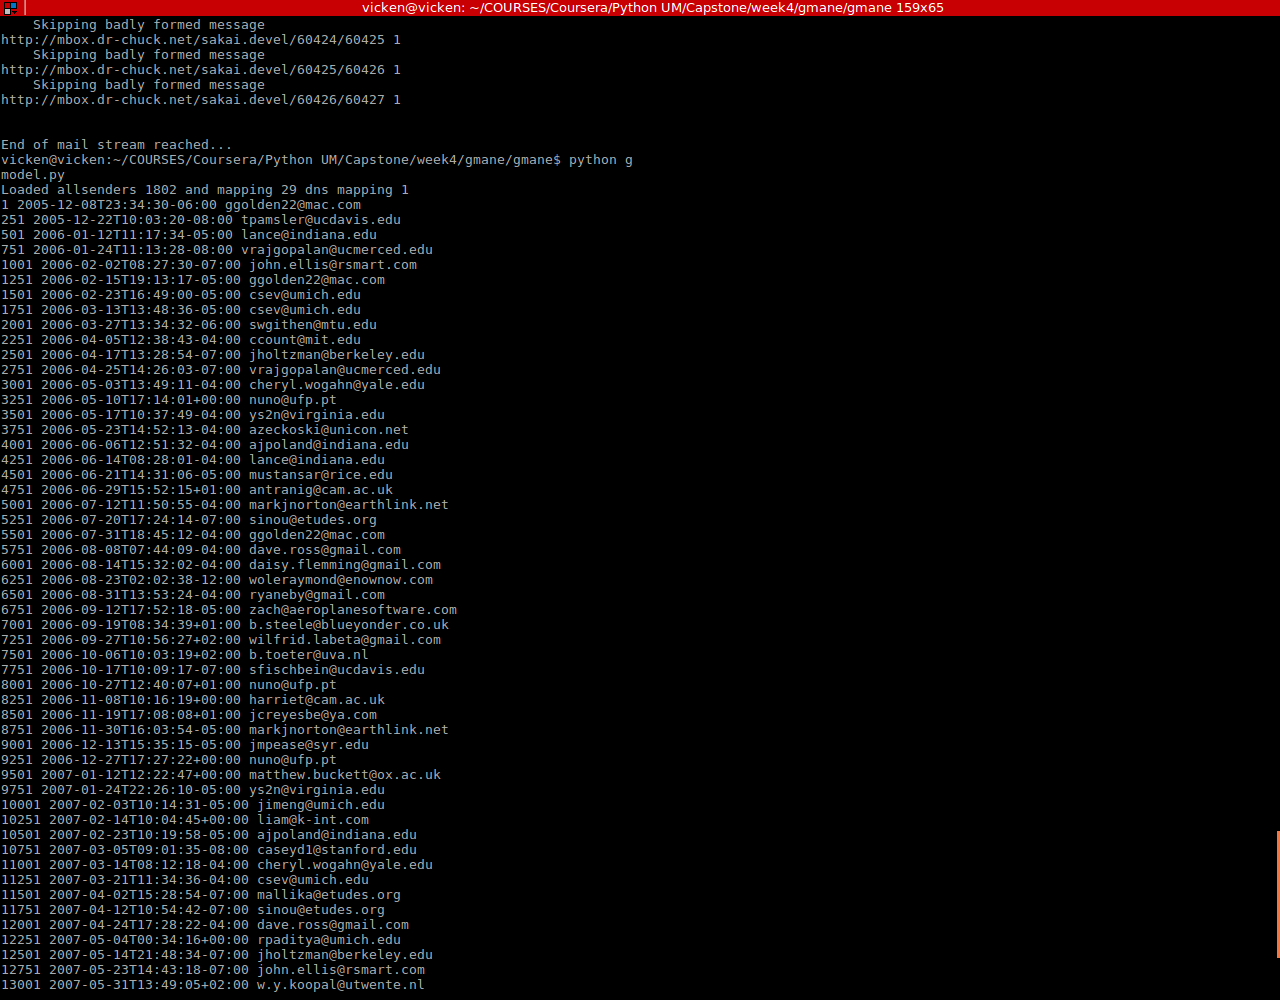 vicken@vicken: ~/COURSES/Coursera/Python UM/Capstone/week4/gmane/gmane 159x65
Skipping badly formed message
http://mbox.dr-chuck.net/sakai.devel/60424/60425 1
Skipping badly formed message
http://mbox.dr-chuck.net/sakai.devel/60425/60426 1
Skipping badly formed message
http://mbox.dr-chuck.net/sakai.devel/60426/60427 1
End of mail stream reached...
vicken@vicken:~/COURSES/Coursera/Python UM/Capstone/week4/gmane/gmane$ python g
model.py
Loaded allsenders 1802 and mapping 29 dns mapping 1
1 2005-12-08T23:34:30-06:00 ggolden22@mac.com
251 2005-12-22T10:03:20-08:00 tpamsler@ucdavis.edu
501 2006-01-12T11:17:34-05:00 lance@indiana.edu
751 2006-01-24T11:13:28-08:00 vrajgopalan@ucmerced.edu
1001 2006-02-02T08:27:30-07:00 john.ellis@rsmart.com
1251 2006-02-15T19:13:17-05:00 ggolden22@mac.com
1501 2006-02-23T16:49:00-05:00 csev@umich.edu
1751 2006-03-13T13:48:36-05:00 csev@umich.edu
2001 2006-03-27T13:34:32-06:00 swgithen@mtu.edu
2251 2006-04-05T12:38:43-04:00 ccount@mit.edu
2501 2006-04-17T13:28:54-07:00 jholtzman@berkeley.edu
2751 2006-04-25T14:26:03-07:00 vrajgopalan@ucmerced.edu
3001 2006-05-03T13:49:11-04:00 cheryl.wogahn@yale.edu
3251 2006-05-10T17:14:01+00:00 nuno@ufp.pt
3501 2006-05-17T10:37:49-04:00 ys2n@virginia.edu
3751 2006-05-23T14:52:13-04:00 azeckoski@unicon.net
4001 2006-06-06T12:51:32-04:00 ajpoland@indiana.edu
4251 2006-06-14T08:28:01-04:00 lance@indiana.edu
4501 2006-06-21T14:31:06-05:00 mustansar@rice.edu
4751 2006-06-29T15:52:15+01:00 antranig@cam.ac.uk
5001 2006-07-12T11:50:55-04:00 markjnorton@earthlink.net
5251 2006-07-20T17:24:14-07:00 sinou@etudes.org
5501 2006-07-31T18:45:12-04:00 ggolden22@mac.com
5751 2006-08-08T07:44:09-04:00 dave.ross@gmail.com
6001 2006-08-14T15:32:02-04:00 daisy.flemming@gmail.com
6251 2006-08-23T02:02:38-12:00 woleraymond@enownow.com
6501 2006-08-31T13:53:24-04:00 ryaneby@gmail.com
6751 2006-09-12T17:52:18-05:00 zach@aeroplanesoftware.com
7001 2006-09-19T08:34:39+01:00 b.steele@blueyonder.co.uk
7251 2006-09-27T10:56:27+02:00 wilfrid.labeta@gmail.com
7501 2006-10-06T10:03:19+02:00 b.toeter@uva.nl
7751 2006-10-17T10:09:17-07:00 sfischbein@ucdavis.edu
8001 2006-10-27T12:40:07+01:00 nuno@ufp.pt
8251 2006-11-08T10:16:19+00:00 harriet@cam.ac.uk
8501 2006-11-19T17:08:08+01:00 jcreyesbe@ya.com
8751 2006-11-30T16:03:54-05:00 markjnorton@earthlink.net
9001 2006-12-13T15:35:15-05:00 jmpease@syr.edu
9251 2006-12-27T17:27:22+00:00 nuno@ufp.pt
9501 2007-01-12T12:22:47+00:00 matthew.buckett@ox.ac.uk
9751 2007-01-24T22:26:10-05:00 ys2n@virginia.edu
10001 2007-02-03T10:14:31-05:00 jimeng@umich.edu
10251 2007-02-14T10:04:45+00:00 liam@k-int.com
10501 2007-02-23T10:19:58-05:00 ajpoland@indiana.edu
10751 2007-03-05T09:01:35-08:00 caseyd1@stanford.edu
11001 2007-03-14T08:12:18-04:00 cheryl.wogahn@yale.edu
11251 2007-03-21T11:34:36-04:00 csev@umich.edu
11501 2007-04-02T15:28:54-07:00 mallika@etudes.org
11751 2007-04-12T10:54:42-07:00 sinou@etudes.org
12001 2007-04-24T17:28:22-04:00 dave.ross@gmail.com
12251 2007-05-04T00:34:16+00:00 rpaditya@umich.edu
12501 2007-05-14T21:48:34-07:00 jholtzman@berkeley.edu
12751 2007-05-23T14:43:18-07:00 john.ellis@rsmart.com
13001 2007-05-31T13:49:05+02:00 w.y.koopal@utwente.nl